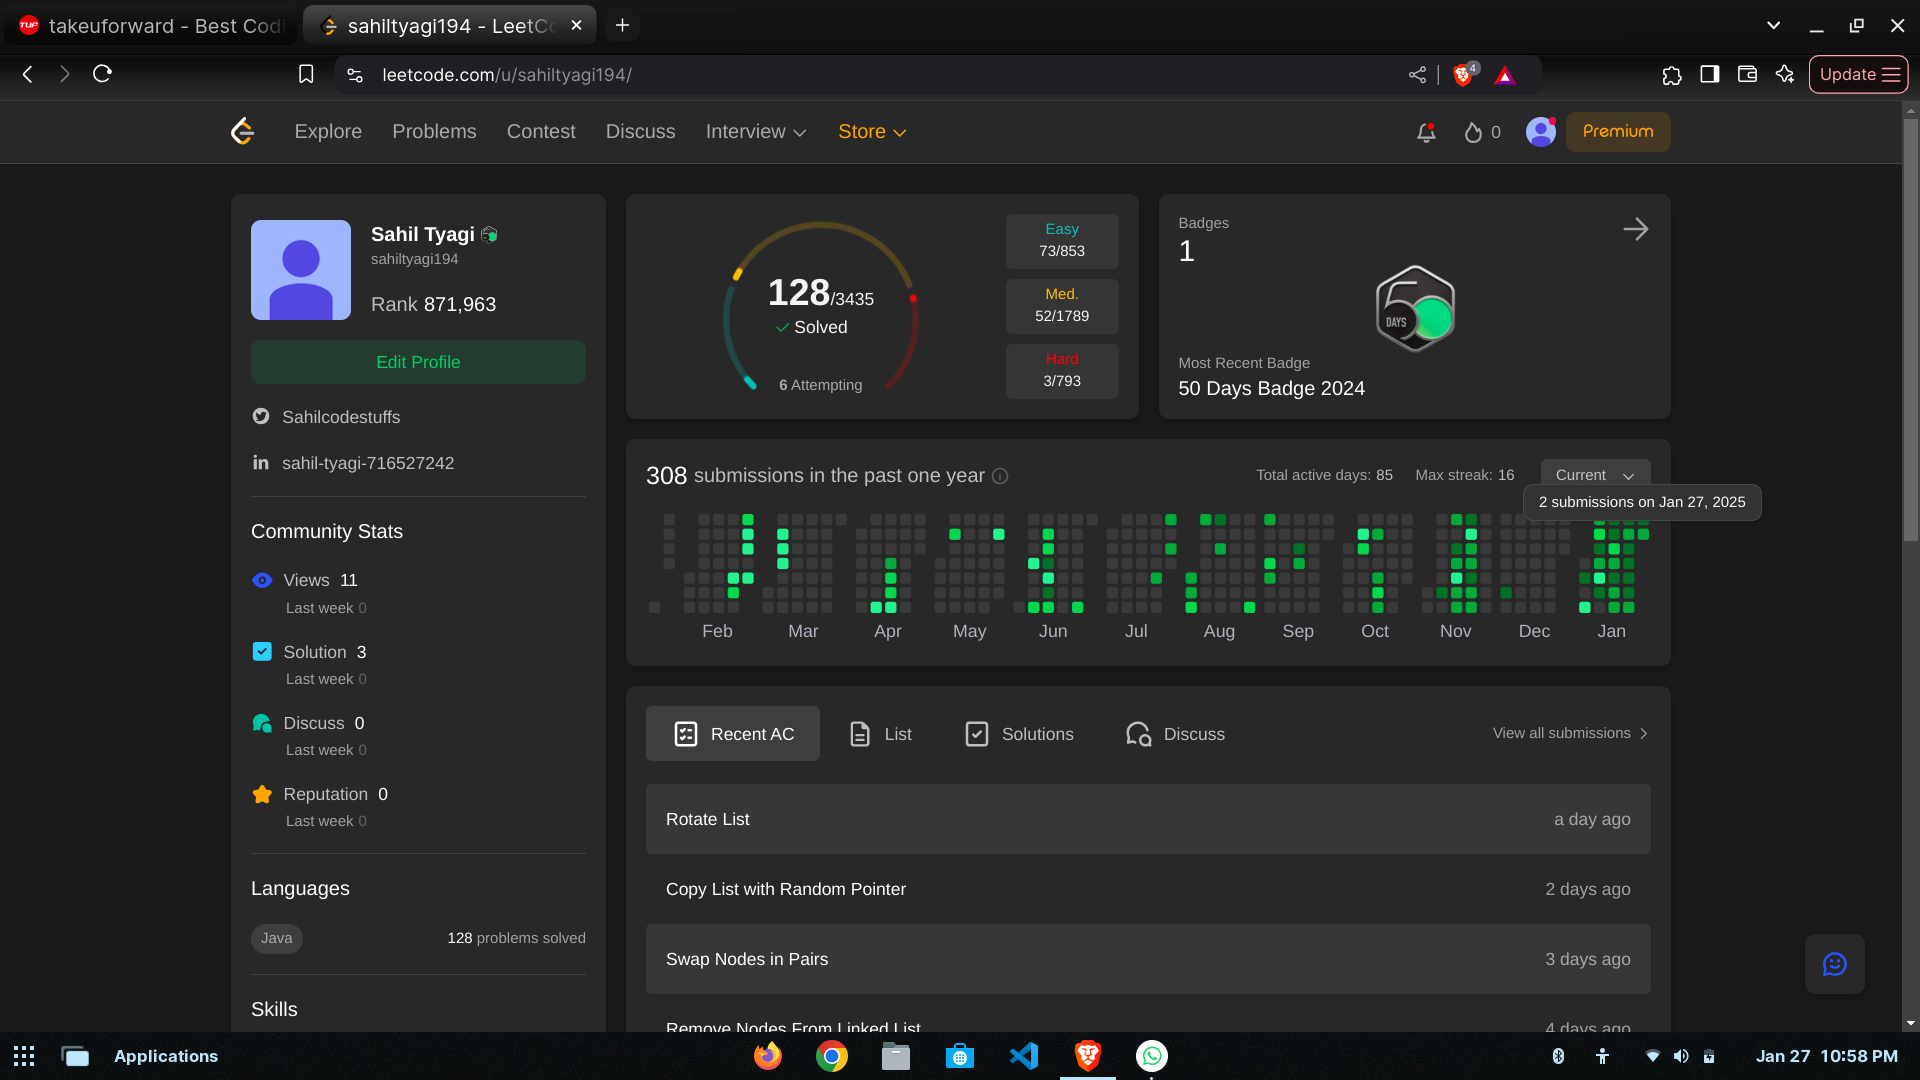 takeuforward - Best Codi
sahiltyagi194 - LeetCo
leetcode.com/u/sahiltyagi194/
4
Update
Explore
Problems
Contest
Discuss
Interview
Store
0
Premium
Sahil Tyagi
sahiltyagi194
Rank 871,963
Edit Profile
Sahilcodestuffs
sahil-tyagi-716527242
Community Stats
Views 11
Last week 0
Solution 3
Last week 0
Discuss 0
Last week 0
Reputation 0
Last week 0
Languages
Java
128 problems solved
Skills
128/3435
Solved
6 Attempting
Easy
73/853
Med.
52/1789
Hard
3/793
Badges
1
50
DAYS
Most Recent Badge
50 Days Badge 2024
308 submissions in the past one year
Total active days: 85
Max streak: 16
Current
2 submissions on Jan 27, 2025
Feb Mar Apr May Jun Jul Aug Sep Oct Nov Dec Jan
Recent AC
List
Solutions
Discuss
View all submissions
Rotate List
a day ago
Copy List with Random Pointer
2 days ago
Swap Nodes in Pairs
3 days ago
Remove Nodes From Linked List
4 days ago
Applications
Jan 27 10:58 PM